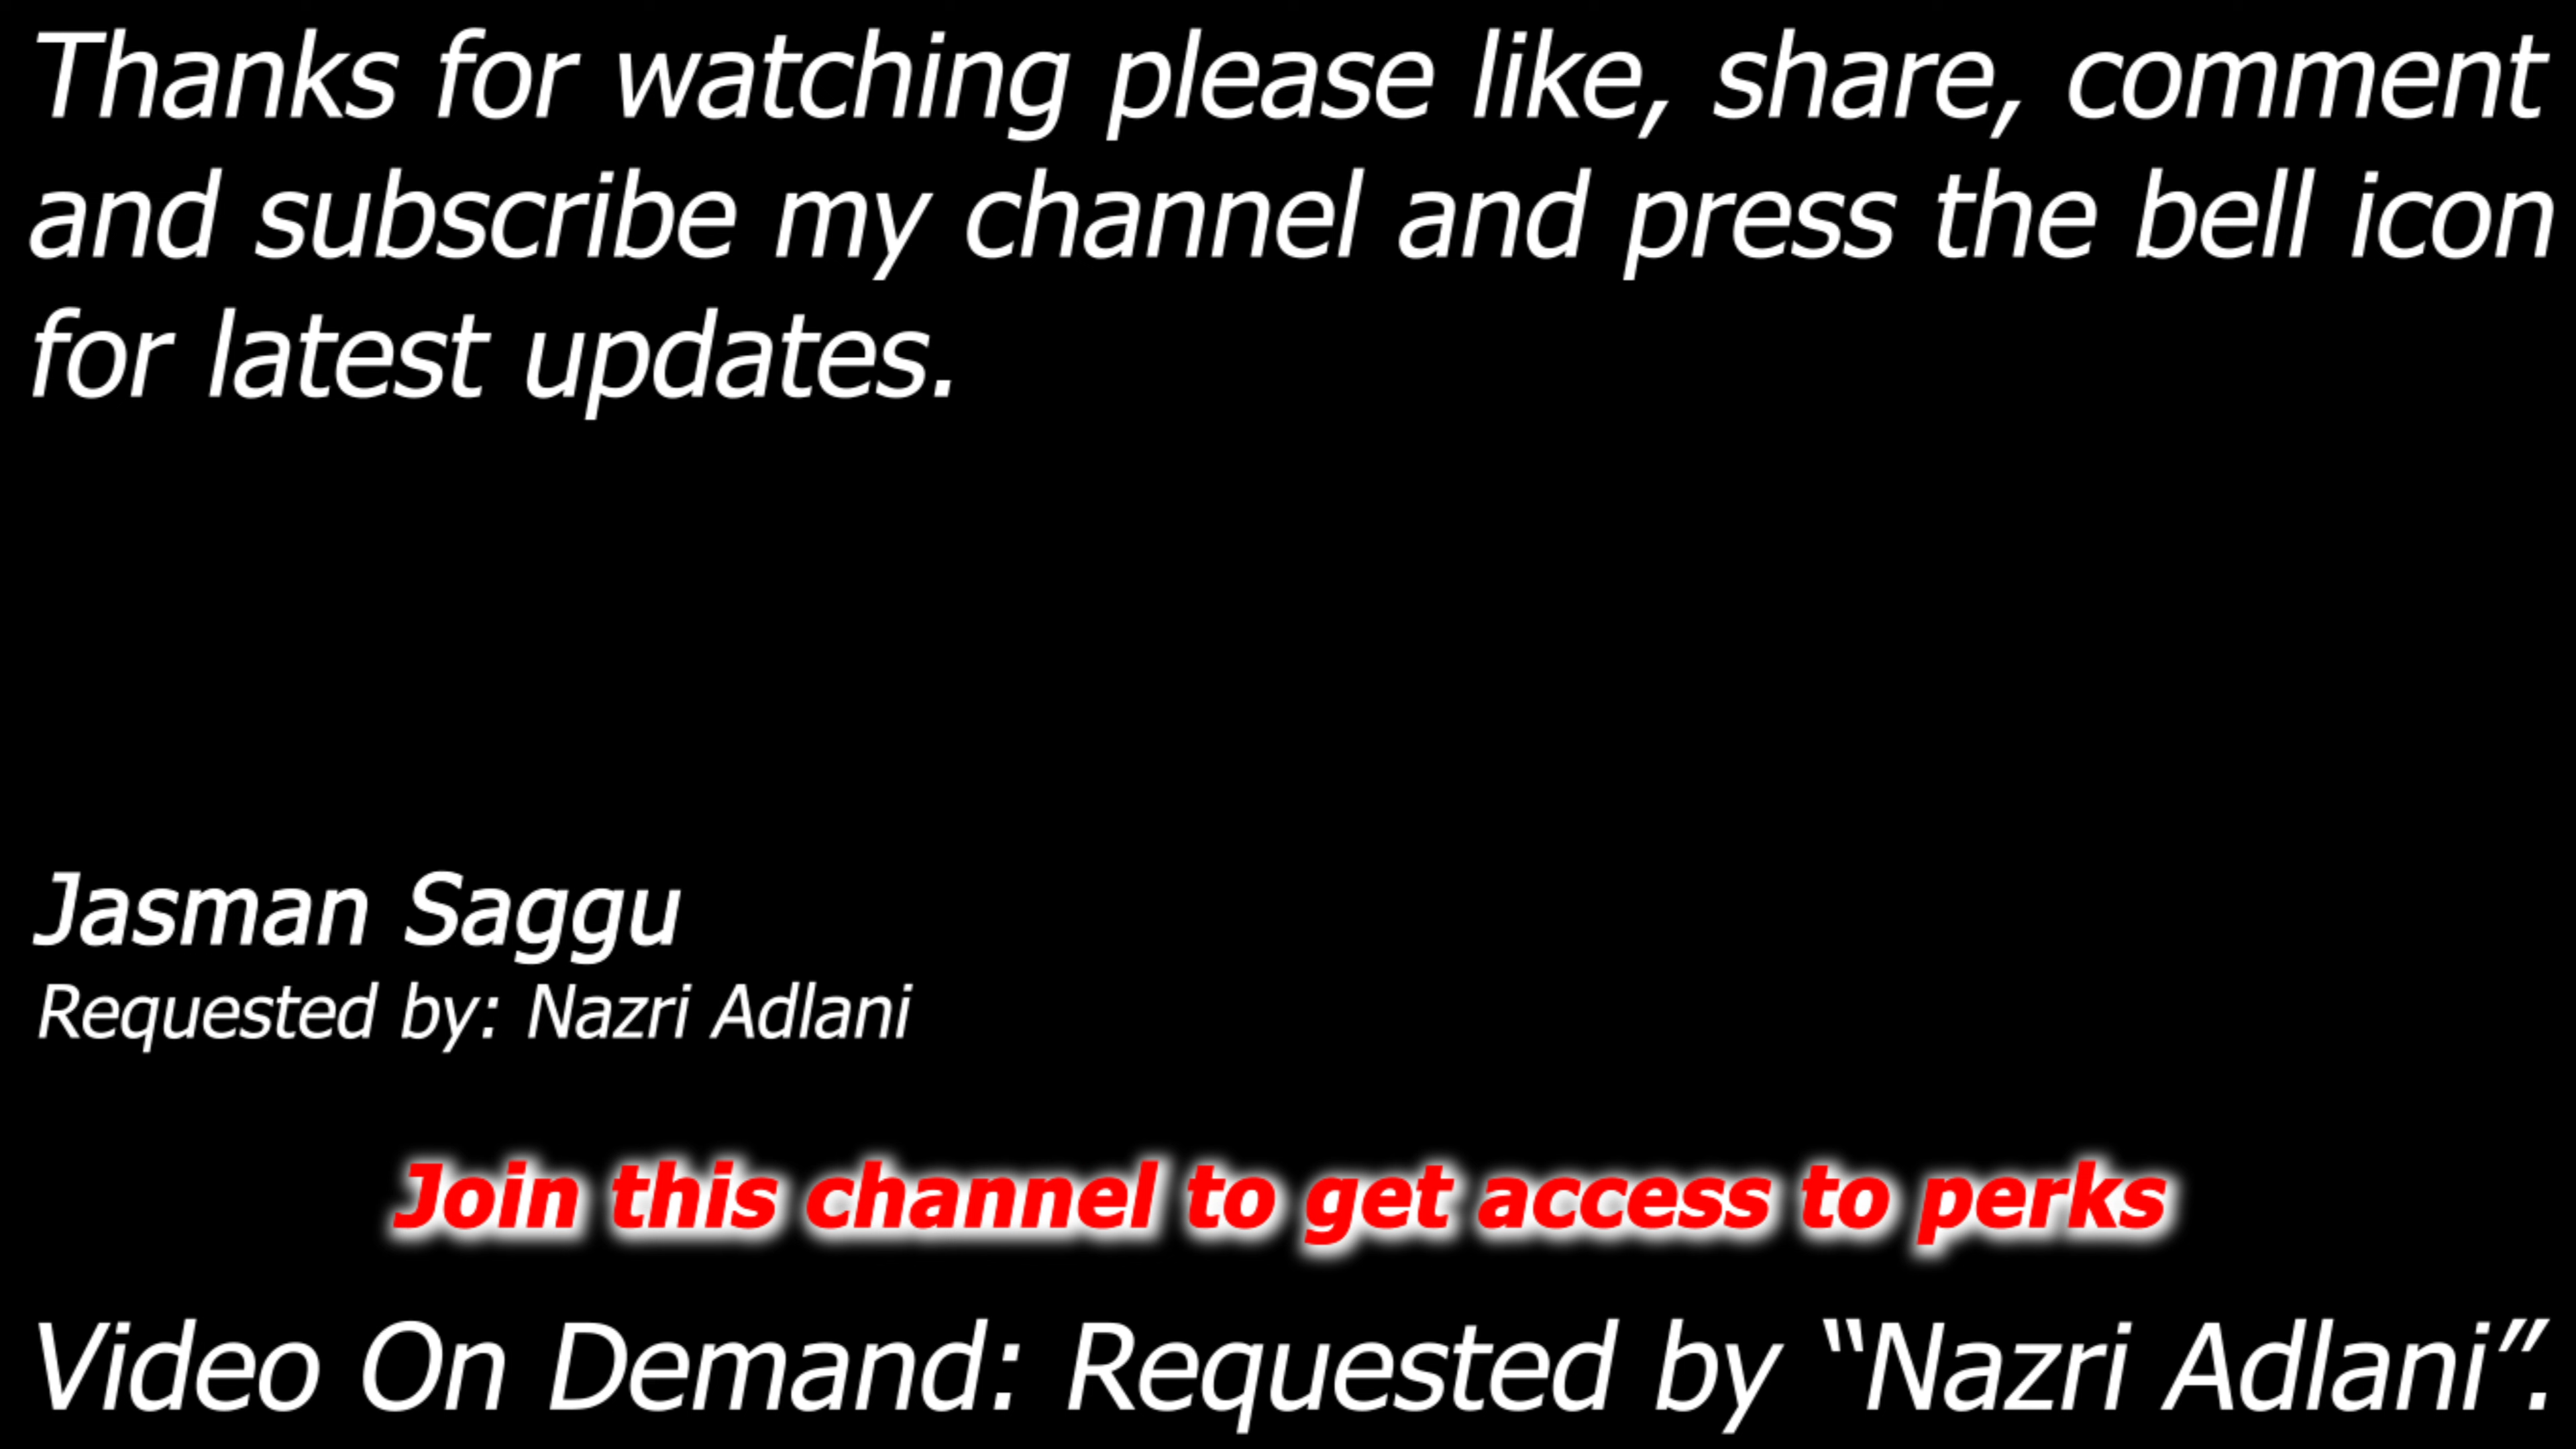 Thanks for watching please like, share, comment
and subscribe my channel and press the bell icon
for latest updates.
Jasman Saggu
Requested by: Nazri Adlani
Join this channel to get access to perks
Video On Demand: Requested by “Nazri Adlani”.